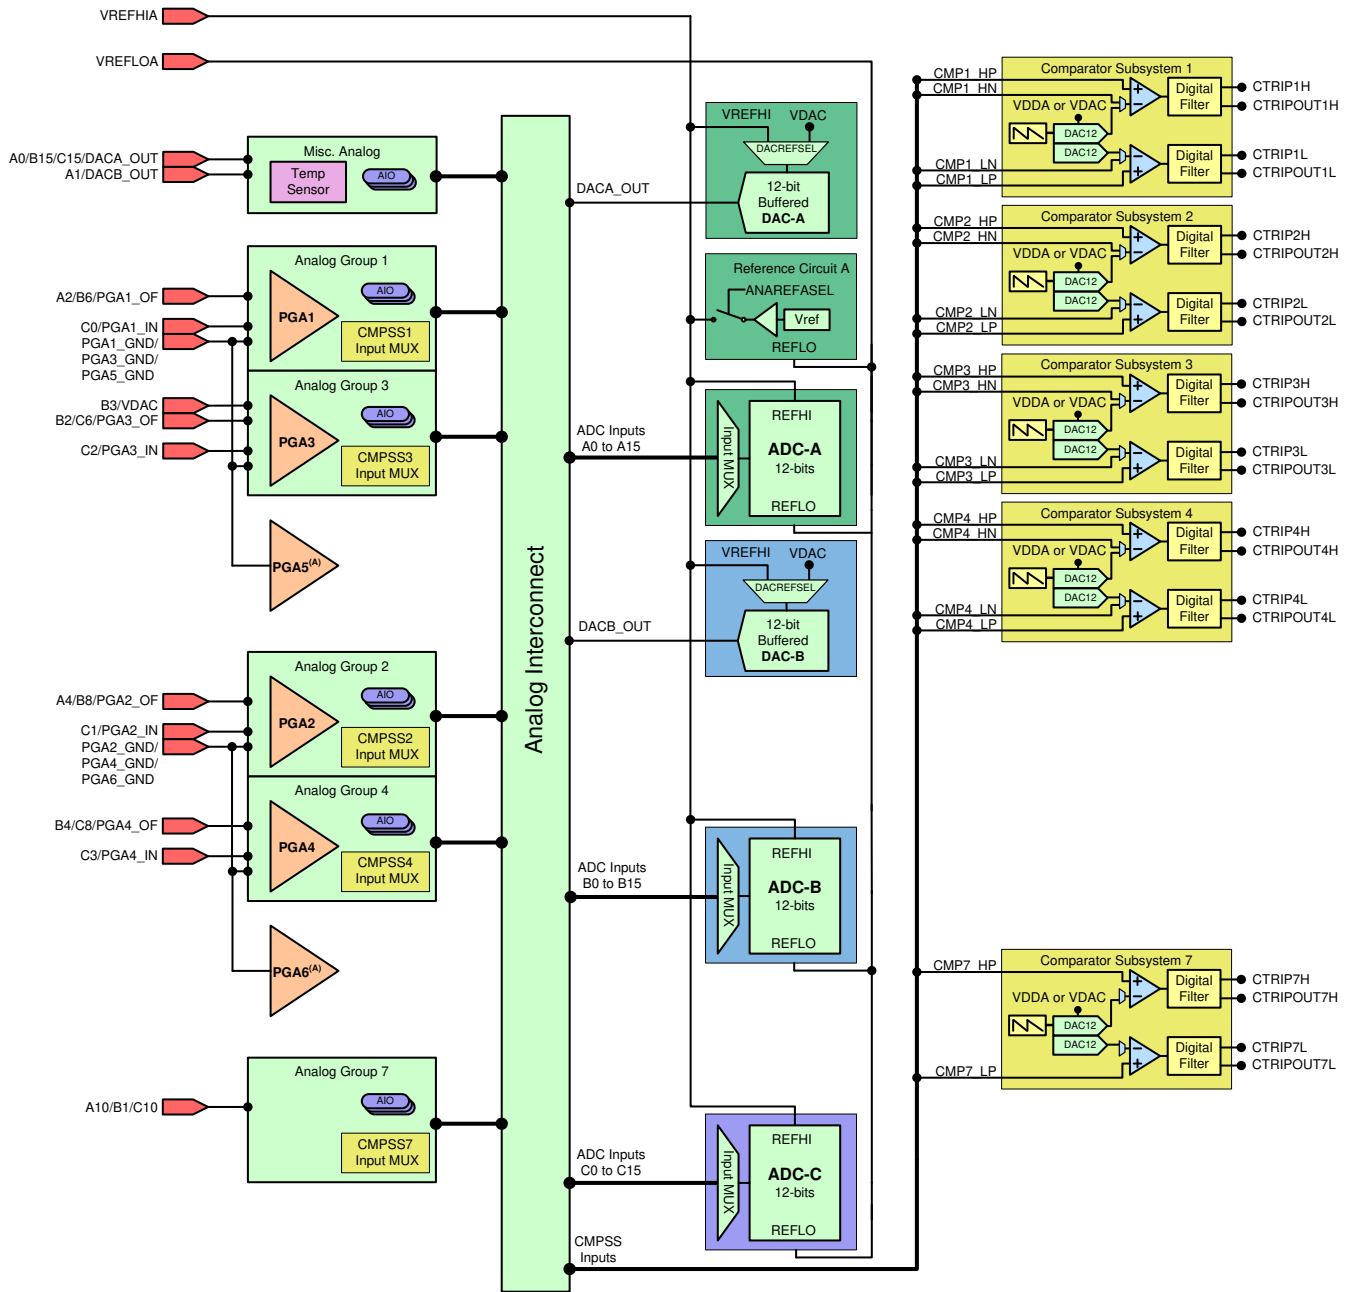 VREFHIA
VREFLOA
A0/B15/C15/DACA_OUT
A1/DACB_OUT
Misc. Analog
Temp
Sensor
AIO
Analog Group 1
A2/B6/PGA1_OF
C0/PGA1_IN
PGA1_GND/
PGA3_GND/
PGA5_GND
PGA1
AIO
CMPSS1
Input MUX
Analog Group 3
B3/VDAC
B2/C6/PGA3_OF
C2/PGA3_IN
PGA3
AIO
CMPSS3
Input MUX
PGA5(A)
Analog Group 2
A4/B8/PGA2_OF
C1/PGA2_IN
PGA2_GND/
PGA4_GND/
PGA6_GND
PGA2
AIO
CMPSS2
Input MUX
Analog Group 4
B4/C8/PGA4_OF
C3/PGA4_IN
PGA4
AIO
CMPSS4
Input MUX
PGA6(A)
Analog Group 7
A10/B1/C10
AIO
CMPSS7
Input MUX
Analog Interconnect
DACA_OUT
VREFHI
VDAC
DACREFSEL
12-bit
Buffered
DAC-A
Reference Circuit A
ANAREFASEL
Vref
REFLO
ADC Inputs
A0 to A15
Input MUX
REFHI
ADC-A
12-bits
REFLO
DACB_OUT
VREFHI
VDAC
DACREFSEL
12-bit
Buffered
DAC-B
ADC Inputs
B0 to B15
Input MUX
REFHI
ADC-B
12-bits
REFLO
ADC Inputs
C0 to C15
Input MUX
REFHI
ADC-C
12-bits
REFLO
CMPSS
Inputs
Comparator Subsystem 1
CMP1_HP
CMP1_HN
VDDA or VDAC
DAC12
DAC12
CMP1_LN
CMP1_LP
Digital
Filter
Digital
Filter
CTRIP1H
CTRIPOUT1H
CTRIP1L
CTRIPOUT1L
Comparator Subsystem 2
CMP2_HP
CMP2_HN
VDDA or VDAC
DAC12
DAC12
CMP2_LN
CMP2_LP
Digital
Filter
Digital
Filter
CTRIP2H
CTRIPOUT2H
CTRIP2L
CTRIPOUT2L
Comparator Subsystem 3
CMP3_HP
CMP3_HN
VDDA or VDAC
DAC12
DAC12
CMP3_LN
CMP3_LP
Digital
Filter
Digital
Filter
CTRIP3H
CTRIPOUT3H
CTRIP3L
CTRIPOUT3L
Comparator Subsystem 4
CMP4_HP
CMP4_HN
VDDA or VDAC
DAC12
DAC12
CMP4_LN
CMP4_LP
Digital
Filter
Digital
Filter
CTRIP4H
CTRIPOUT4H
CTRIP4L
CTRIPOUT4L
Comparator Subsystem 7
CMP7_HP
VDDA or VDAC
DAC12
DAC12
CMP7_LP
Digital
Filter
Digital
Filter
CTRIP7H
CTRIPOUT7H
CTRIP7L
CTRIPOUT7L